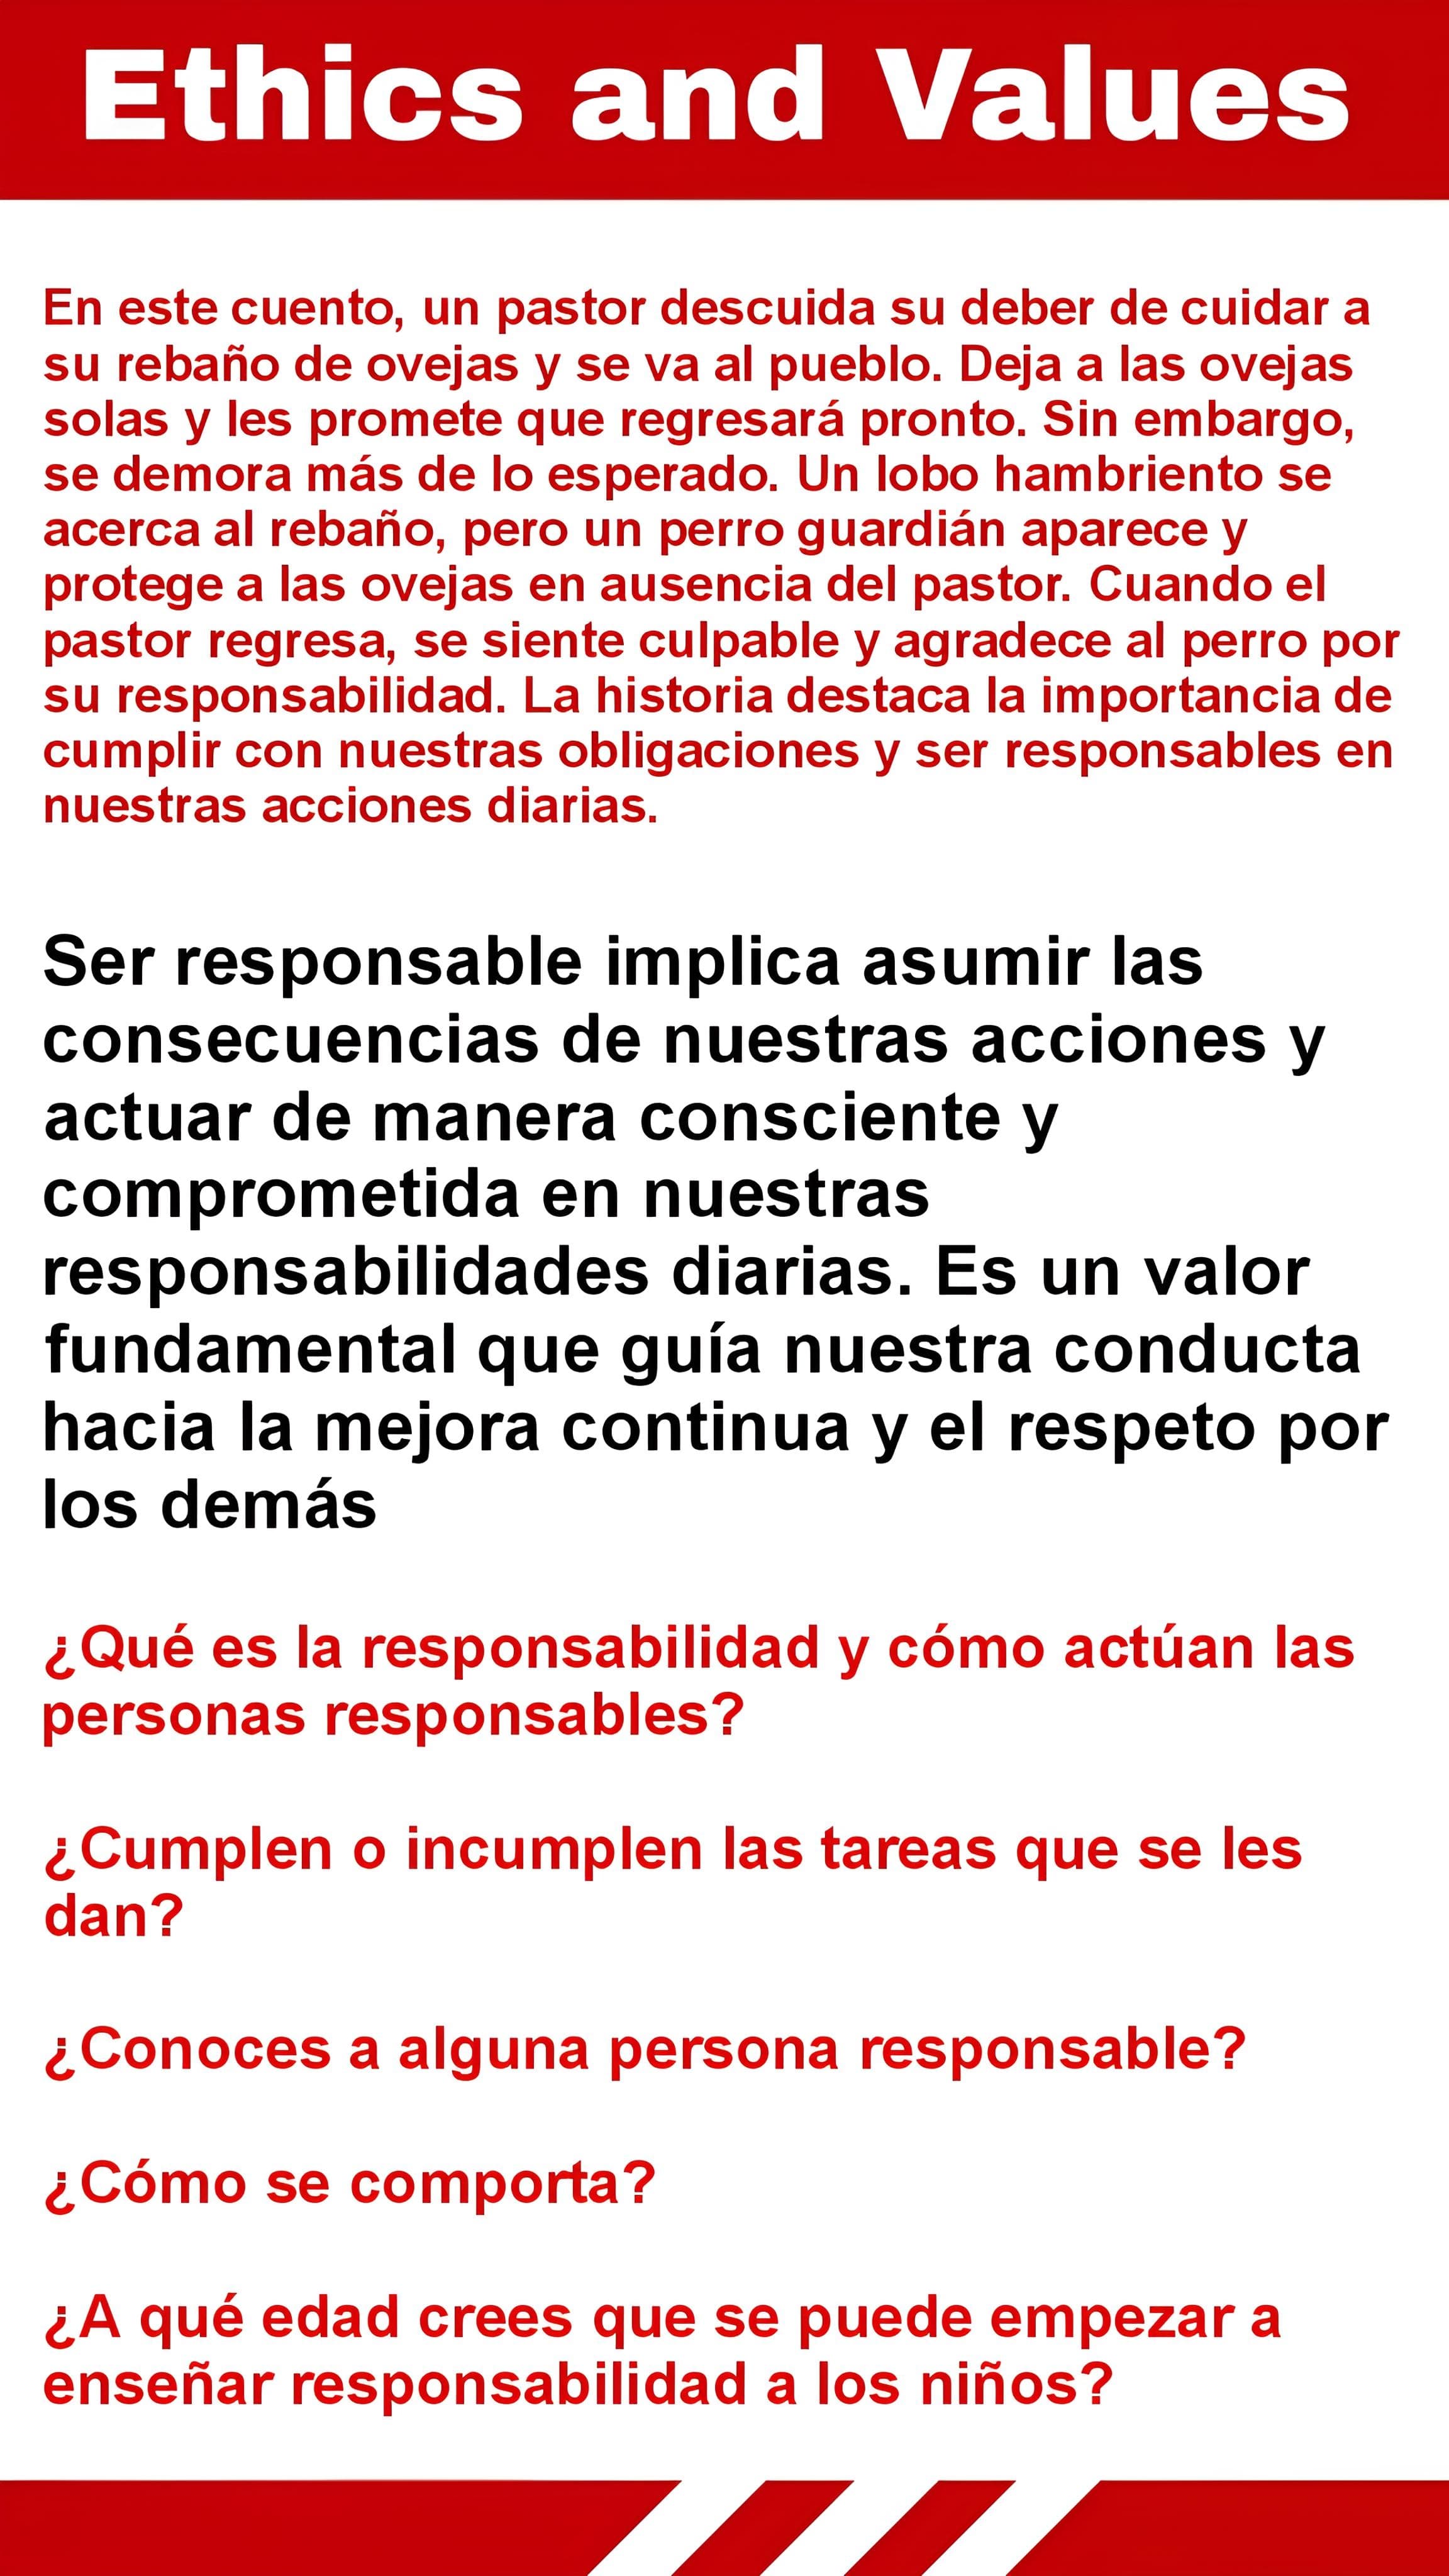 Ethics and Values
En este cuento, un pastor descuida su deber de cuidar a
su rebaño de ovejas y se va al pueblo. Deja a las ovejas
solas y les promete que regresará pronto. Sin embargo,
se demora más de lo esperado. Un lobo hambriento se
acerca al rebaño, pero un perro guardián aparece y
protege a las ovejas en ausencia del pastor. Cuando el
pastor regresa, se siente culpable y agradece al perro por
su responsabilidad. La historia destaca la importancia de
cumplir con nuestras obligaciones y ser responsables en
nuestras acciones diarias.
Ser responsable implica asumir las
consecuencias de nuestras acciones y
actuar de manera consciente y
comprometida en nuestras
responsabilidades diarias. Es un valor
fundamental que guía nuestra conducta
hacia la mejora continua y el respeto por
los demás
¿Qué es la responsabilidad y cómo actúan las
personas responsables?
¿Cumplen o incumplen las tareas que se les
dan?
¿Conoces a alguna persona responsable?
¿Cómo se comporta?
¿A qué edad crees que se puede empezar a
enseñar responsabilidad a los niños?